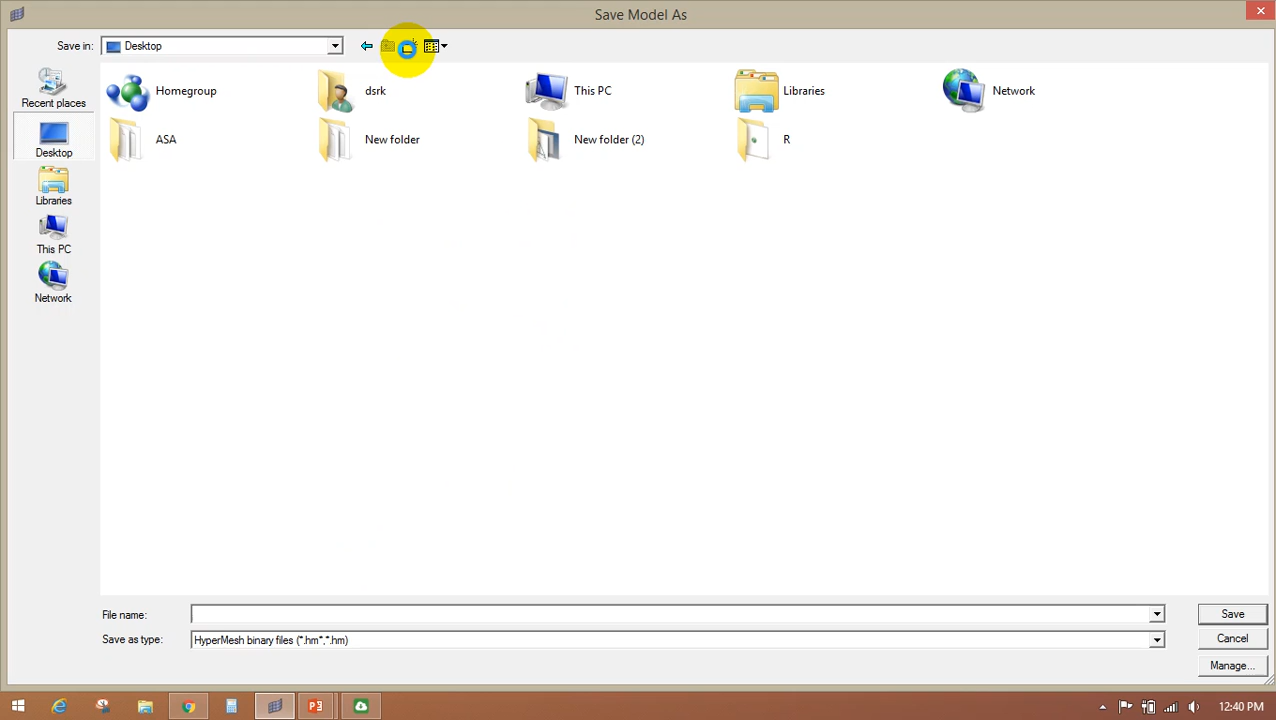 Save Model As
Save in:
Desktop
Homegroup
dsrk
This PC
Libraries
Network
ASA
New folder
New folder (2)
R
Recent places
Desktop
Libraries
This PC
Network
File name:
Save as type:
HyperMesh binary files (*.hm*,*.hm)
Save
Cancel
Manage...
P3
12:40 PM